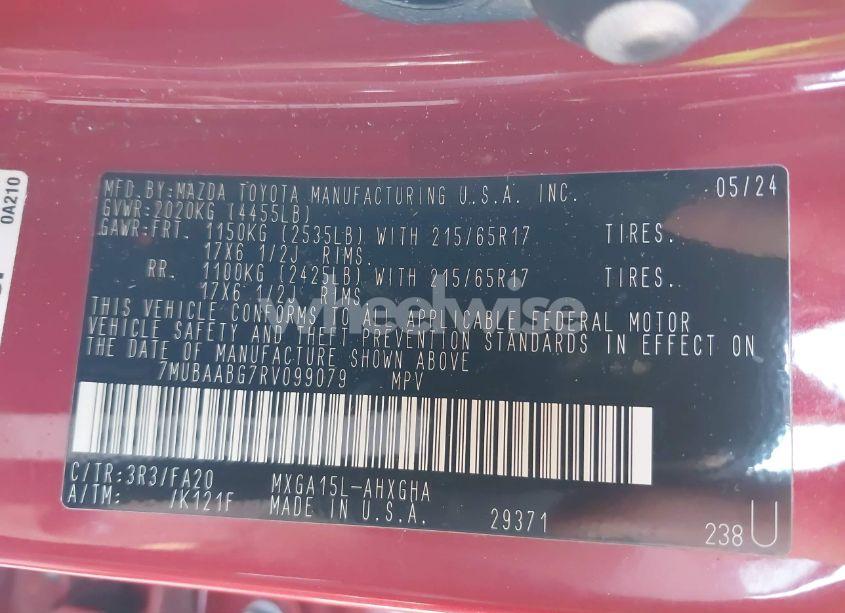 0A210
MFD.BY:MAZDA TOYOTA MANUFACTURING U.S.A. INC. 05/24
GVWR:2020KG (4455LB)
GAWR:FRT. 1150KG (2535LB) WITH 215/65R17 TIRES.
17X6 1/2J RIMS.
RR. 1100KG (2425LB) WITH 215/65R17 TIRES.
17X6 1/2J RIMS.
THIS VEHICLE CONFORMS TO ALL APPLICABLE FEDERAL MOTOR
VEHICLE SAFETY AND THEFT PREVENTION STANDARDS IN EFFECT ON
THE DATE OF MANUFACTURE SHOWN ABOVE.
7MUBAABG7RV099079 MPV
C/TR:3R3/FA20 MXGA15L-AHXGHA
A/TM: /K121F MADE IN U.S.A. 29371
238 U
wheelwise